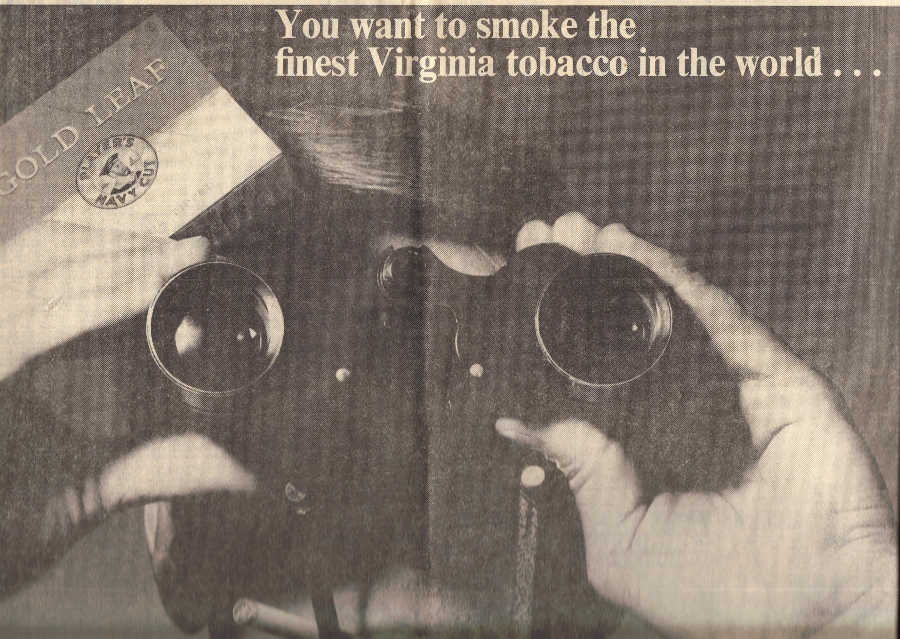 You want to smoke the
finest Virginia tobacco in the world . . .
GOLD LEAF
PLAYER'S
NAVY CUT